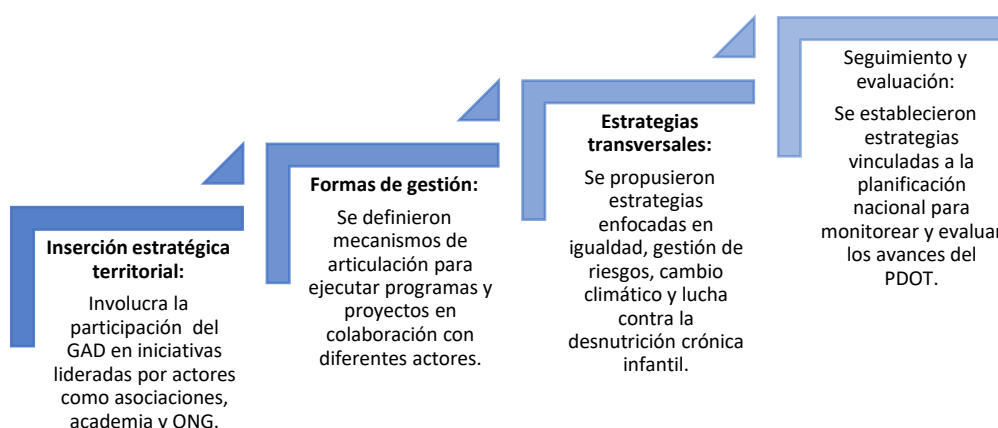 Inserción estratégica
territorial:
Involucra la
participación del
GAD en iniciativas
lideradas por actores
como asociaciones,
academia y ONG.
Formas de gestión:
Se definieron
mecanismos de
articulación para
ejecutar programas y
proyectos en
colaboración con
diferentes actores.
Estrategias
transversales:
Se propusieron
estrategias
enfocadas en
igualdad, gestión de
riesgos, cambio
climático y lucha
contra la
desnutrición crónica
infantil.
Seguimiento y
evaluación:
Se establecieron
estrategias
vinculadas a la
planificación
nacional para
monitorear y evaluar
los avances del
PDOT.